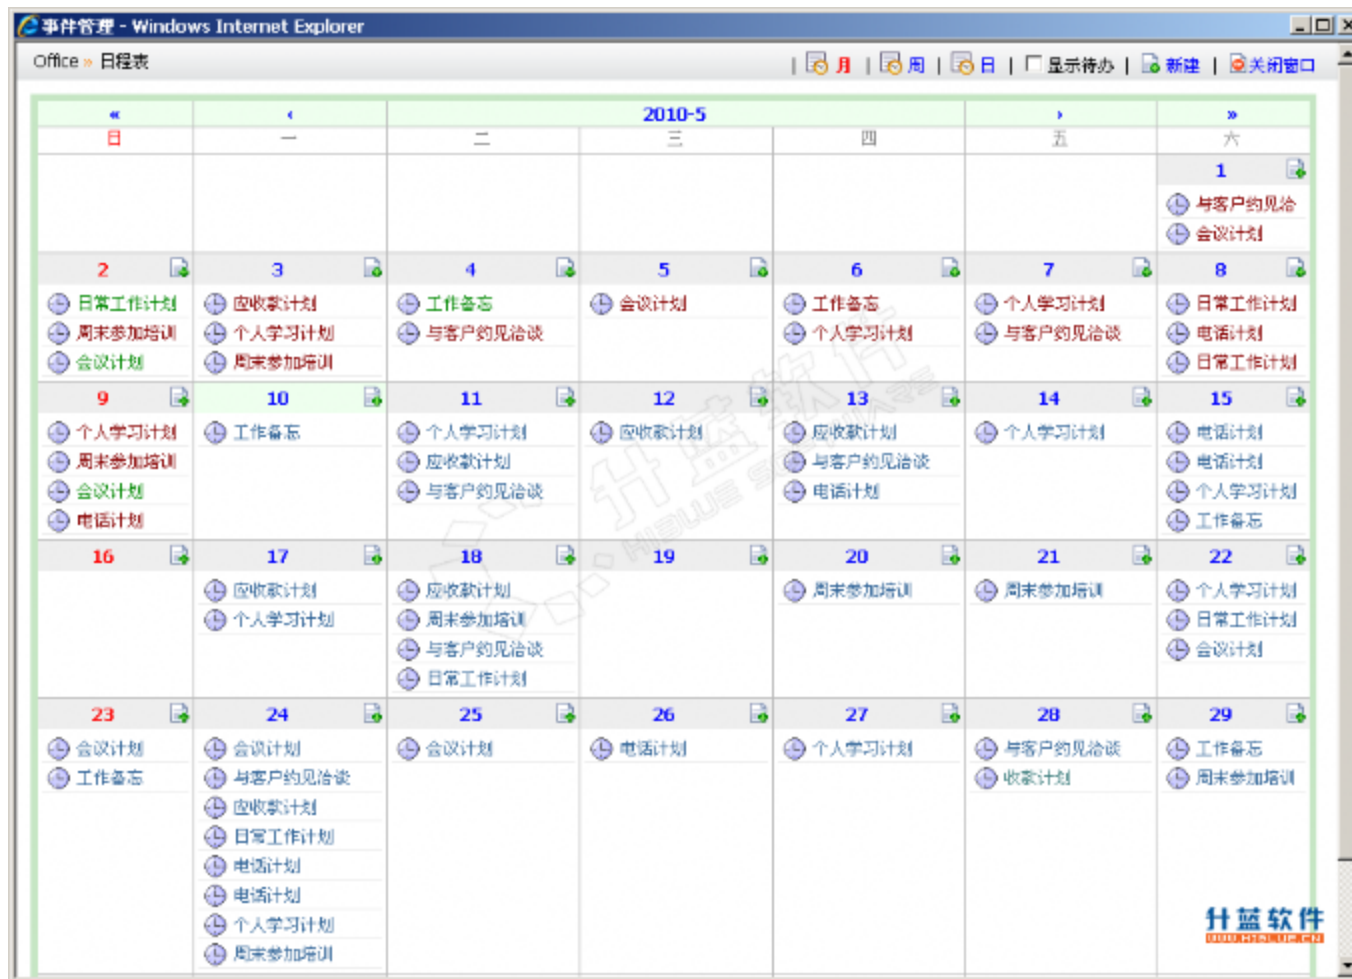 事件管理 - Windows Internet Explorer
Office » 日程表 | 月 | 周 | 日 | 显示待办 | 新建 | 关闭窗口
« ‹ 2010-5 › »
日 一 二 三 四 五 六
1
与客户约见洽
会议计划
2 3 4 5 6 7 8
日常工作计划 应收款计划 工作备忘 会议计划 工作备忘 个人学习计划 日常工作计划
周末参加培训 个人学习计划 与客户约见洽谈 个人学习计划 与客户约见洽谈 电话计划
会议计划 周末参加培训 日常工作计划
9 10 11 12 13 14 15
个人学习计划 工作备忘 个人学习计划 应收款计划 应收款计划 个人学习计划 电话计划
周末参加培训 应收款计划 与客户约见洽谈 电话计划
会议计划 与客户约见洽谈 电话计划 个人学习计划
电话计划 工作备忘
16 17 18 19 20 21 22
应收款计划 应收款计划 周末参加培训 周末参加培训 个人学习计划
个人学习计划 周末参加培训 日常工作计划
与客户约见洽谈 会议计划
日常工作计划
23 24 25 26 27 28 29
会议计划 会议计划 会议计划 电话计划 个人学习计划 与客户约见洽谈 工作备忘
工作备忘 与客户约见洽谈 收款计划 周末参加培训
应收款计划
日常工作计划
电话计划
电话计划
个人学习计划
周末参加培训
升蓝软件
HIBLUE SOFTWARE
升蓝软件
WWW.HIBLUE.CN